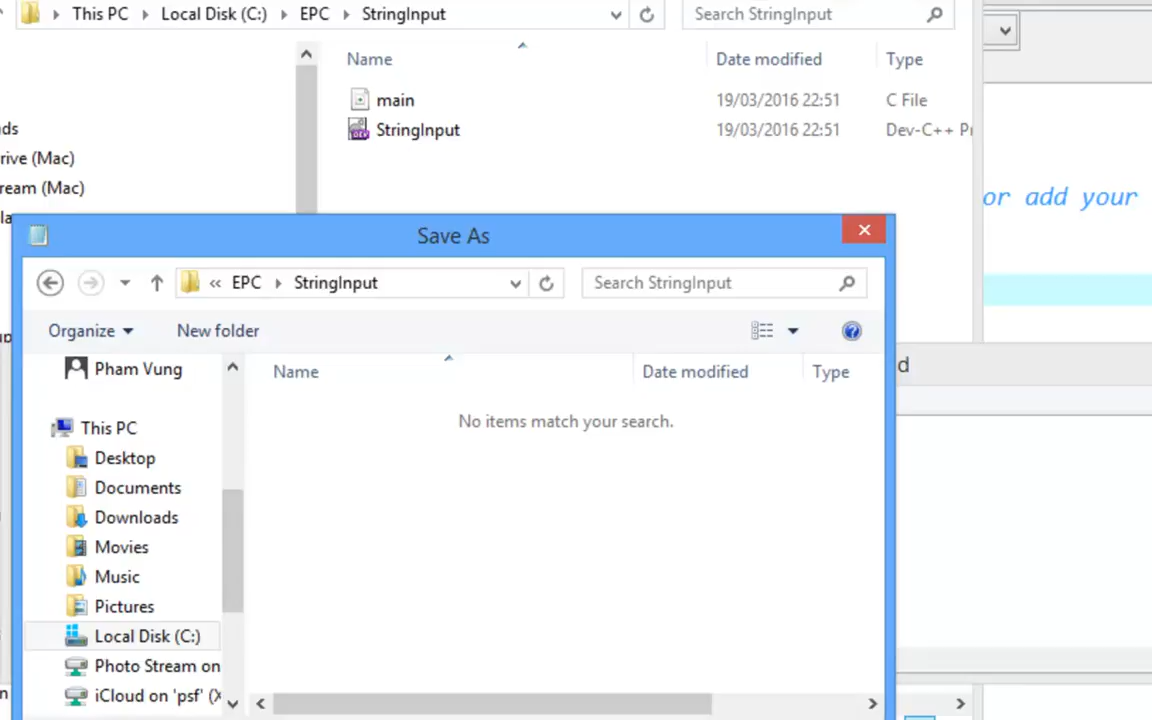 This PC Local Disk (C:) EPC StringInput
Search StringInput
Name Date modified Type
main 19/03/2016 22:51 C File
StringInput 19/03/2016 22:51 Dev-C++ Pr
ds
rive (Mac)
ream (Mac)
or add your
Save As
« EPC StringInput
Search StringInput
Organize New folder
Name Date modified Type
No items match your search.
Pham Vung
This PC
Desktop
Documents
Downloads
Movies
Music
Pictures
Local Disk (C:)
Photo Stream on
iCloud on 'psf' (X
d